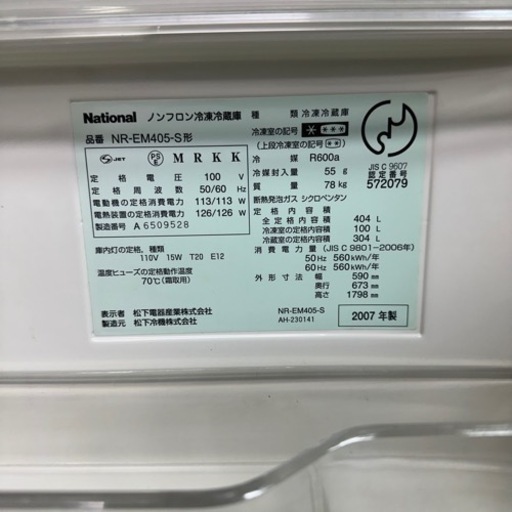 National ノンフロン冷凍冷蔵庫
品番 NR-EM405-S形
S JET PSE MRKK
定格電圧 100 V
定格周波数 50/60 Hz
電動機の定格消費電力 113/113 W
電熱装置の定格消費電力 126/126 W
製造番号 A 6509528
庫内灯の定格、種類
110V 15W T20 E12
温度ヒューズの定格動作温度
70℃(霜取用)
表示者 松下電器産業株式会社
製造元 松下冷機株式会社
種類 冷凍冷蔵庫
冷凍室の記号 * ***
(上段冷凍室の記号 **)
冷媒 R600a
冷媒封入量 55 g
質量 78 kg
断熱発泡ガス シクロペンタン
定格内容積
全定格内容積 404 L
冷凍室の内容積 100 L
冷蔵室の内容積 304 L
消費電力量 (JIS C 9801-2006年)
50 Hz 560 kWh/年
60 Hz 560 kWh/年
外形寸法 幅 590 mm
奥行 673 mm
高さ 1798 mm
JIS C 9607
認定番号
572079
NR-EM405-S
AH-230141
2007 年製